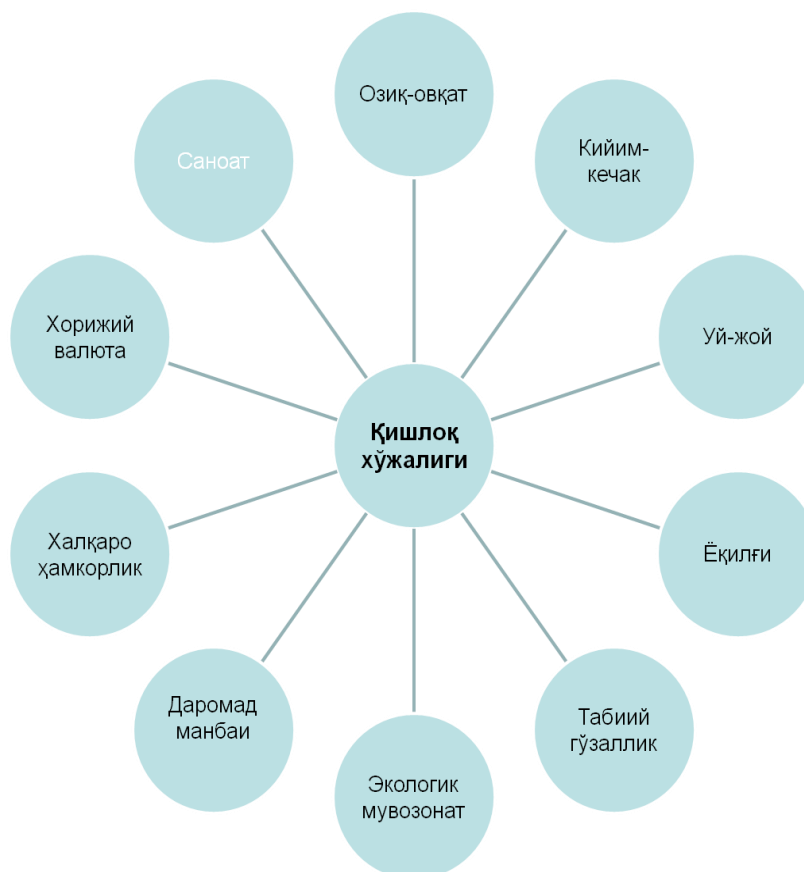 Озиқ-овқат
Кийим-
кечак
Уй-жой
Ёқилғи
Табиий
гўзаллик
Экологик
мувозонат
Даромад
манбаи
Халқаро
ҳамкорлик
Хорижий
валюта
Саноат
Қишлоқ
хўжалиги